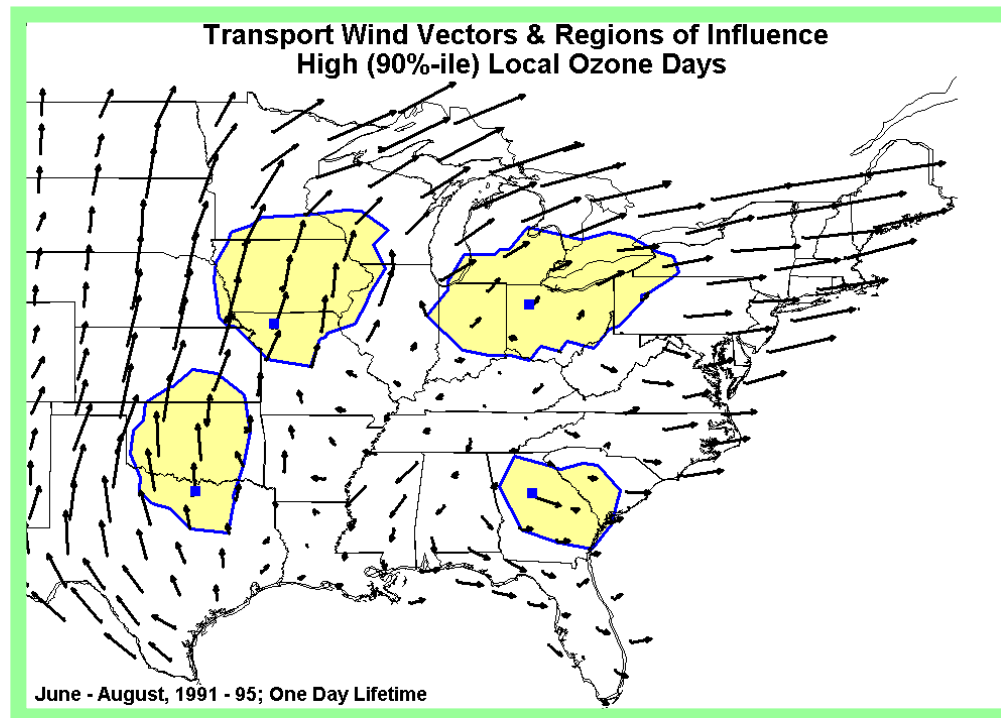 Transport Wind Vectors & Regions of Influence
High (90%-ile) Local Ozone Days
June - August, 1991 - 95; One Day Lifetime